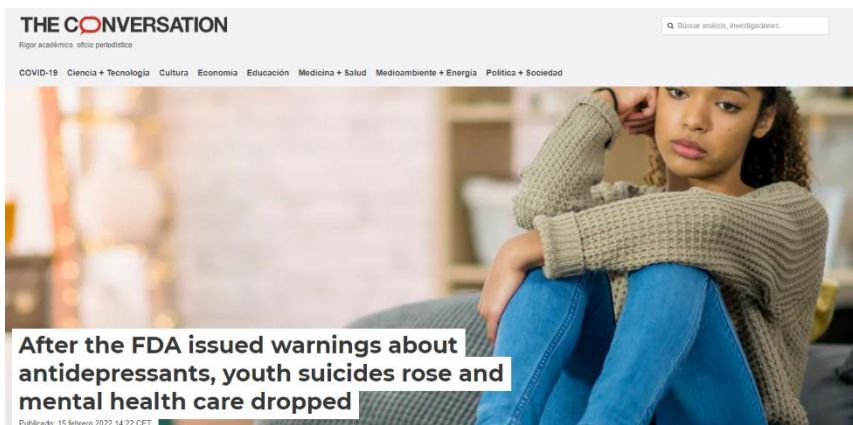 THE CONVERSATION
Búscar análisis, investigaciones...
Rigor académico, oficio periodístico
COVID-19 Ciencia + Tecnología Cultura Economía Educación Medicina + Salud Medioambiente + Energía Política + Sociedad
After the FDA issued warnings about
antidepressants, youth suicides rose and
mental health care dropped
Publicado: 15 febrero 2022 14:22 CET